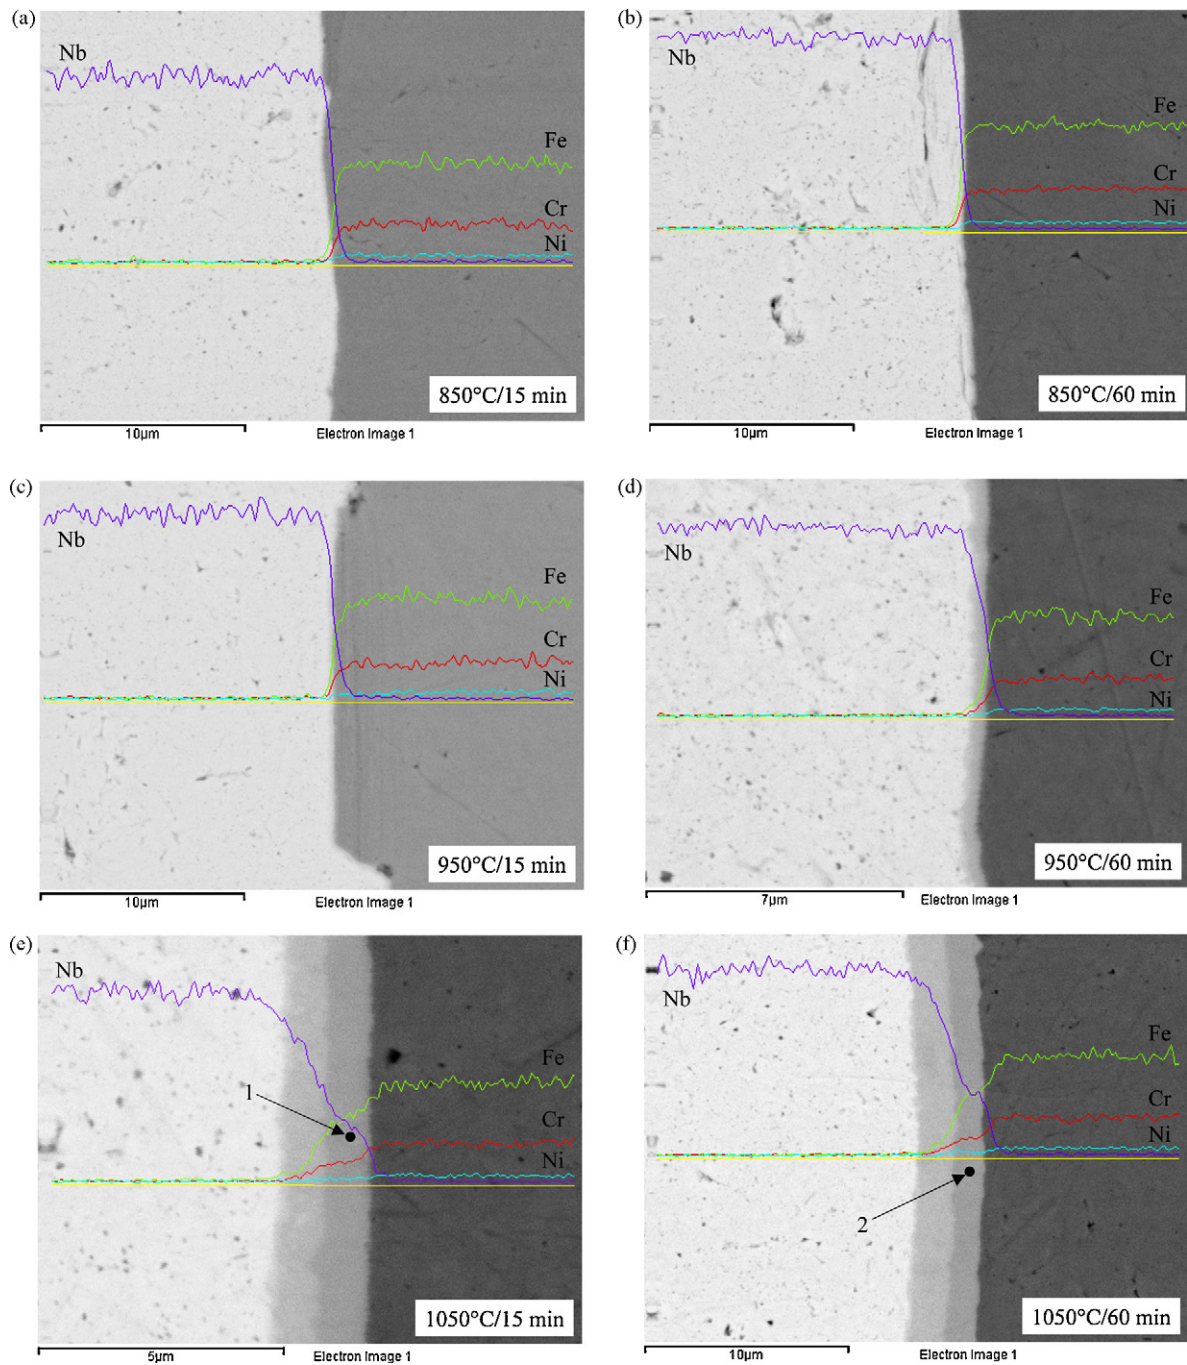 (a)
Nb
Fe
Cr
Ni
850°C/15 min
10µm
Electron Image 1
(b)
Nb
Fe
Cr
Ni
850°C/60 min
10µm
Electron Image 1
(c)
Nb
Fe
Cr
Ni
950°C/15 min
10µm
Electron Image 1
(d)
Nb
Fe
Cr
Ni
950°C/60 min
7µm
Electron Image 1
(e)
Nb
Fe
1
Cr
Ni
1050°C/15 min
5µm
Electron Image 1
(f)
Nb
Fe
Cr
Ni
2
1050°C/60 min
10µm
Electron Image 1